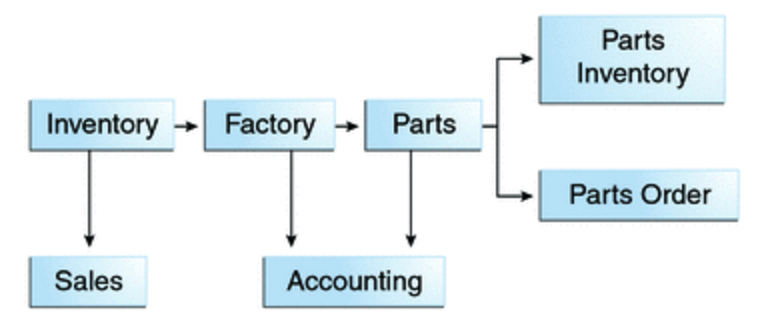 Parts
Inventory
Inventory
Factory
Parts
Parts Order
Sales
Accounting